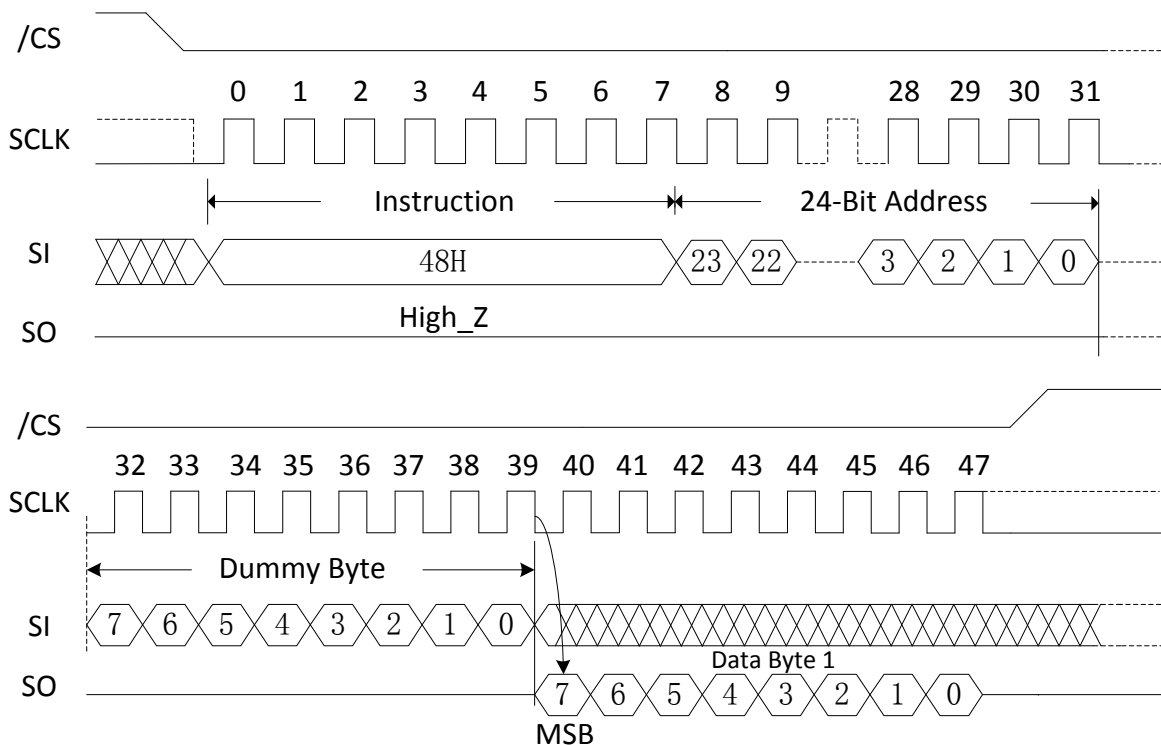 /CS
0 1 2 3 4 5 6 7 8 9 28 29 30 31
SCLK
Instruction 24-Bit Address
SI 48H 23 22 3 2 1 0
High_Z
SO
/CS
32 33 34 35 36 37 38 39 40 41 42 43 44 45 46 47
SCLK
Dummy Byte
SI 7 6 5 4 3 2 1 0
Data Byte 1
SO 7 6 5 4 3 2 1 0
MSB